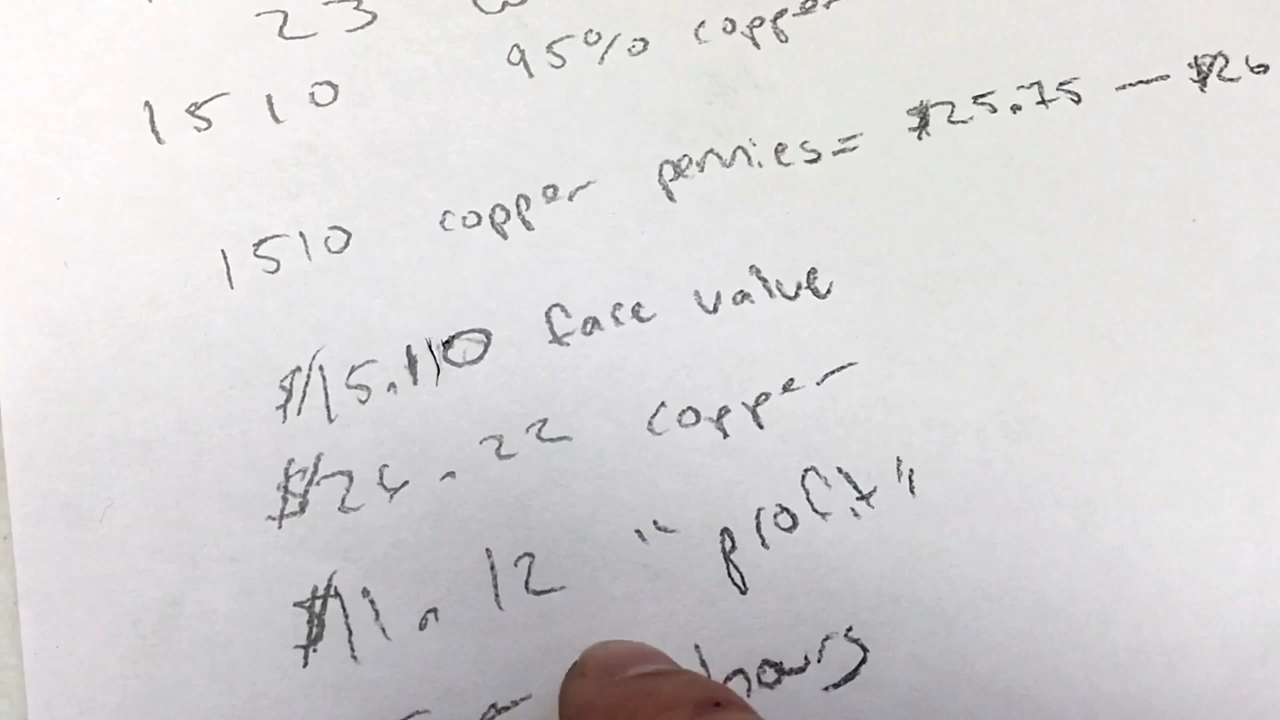 23
95% copper
1510
1510 copper pennies= $25.75 — $26
$15.10 face value
$26.22 copper
$11.12 "profit"
hours